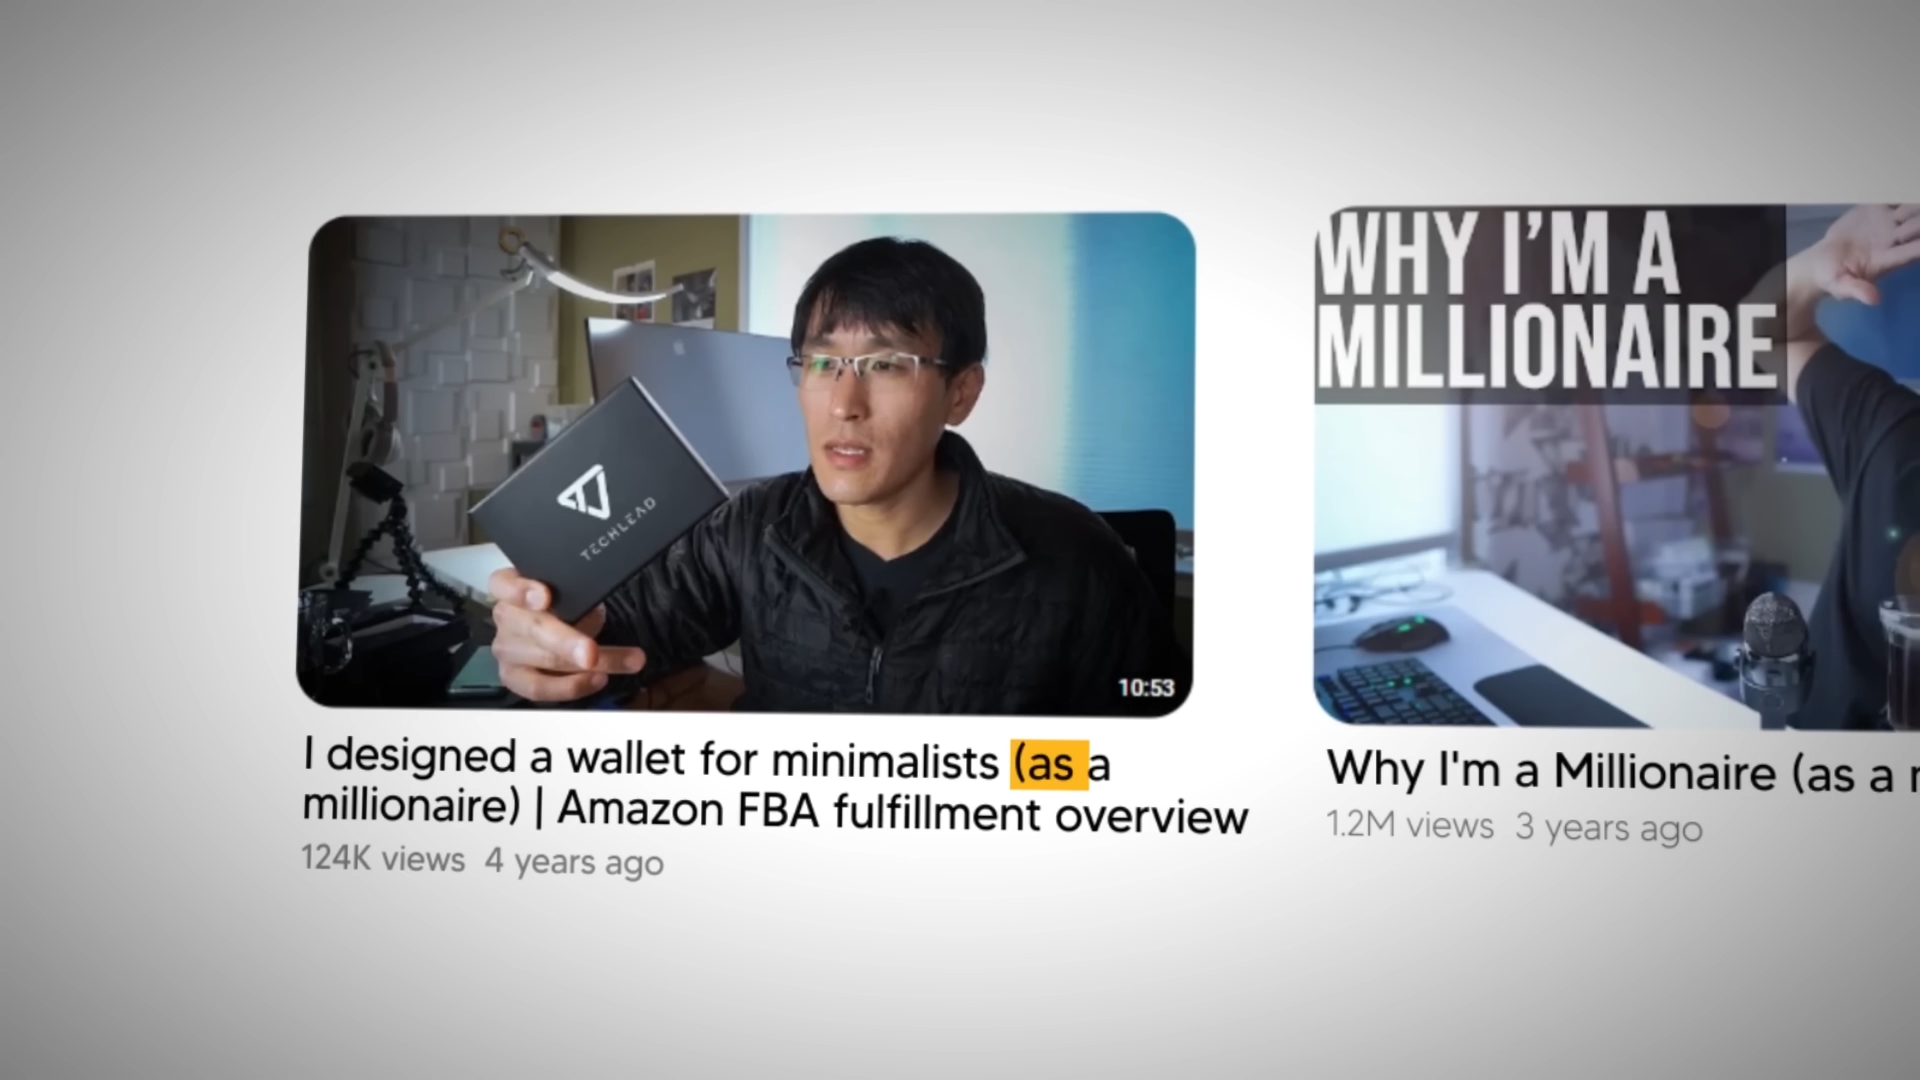 TECHLEAD
10:53
I designed a wallet for minimalists (as a
millionaire) | Amazon FBA fulfillment overview
124K views 4 years ago
WHY I'M A
MILLIONAIRE
Why I'm a Millionaire (as a
1.2M views 3 years ago